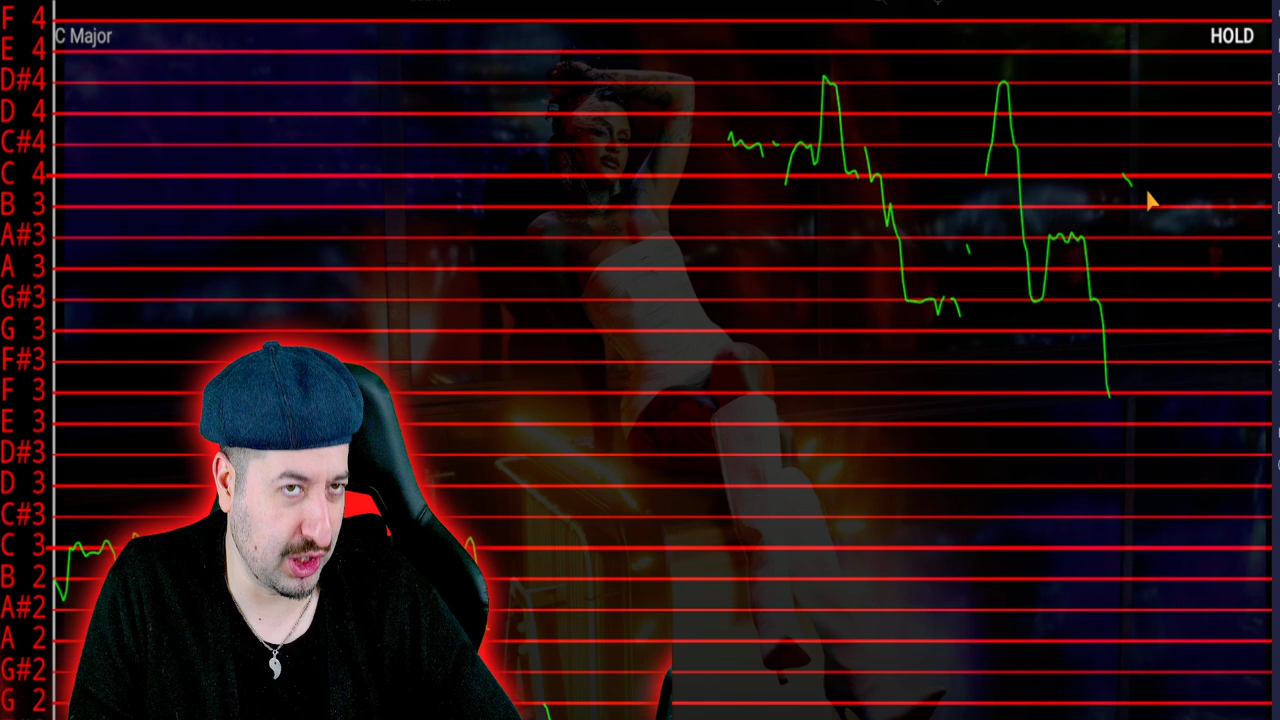 F 4
C Major
HOLD
E 4
D#4
D 4
C#4
C 4
B 3
A#3
A 3
G#3
G 3
F#3
F 3
E 3
D#3
D 3
C#3
C 3
B 2
A#2
A 2
G#2
G 2